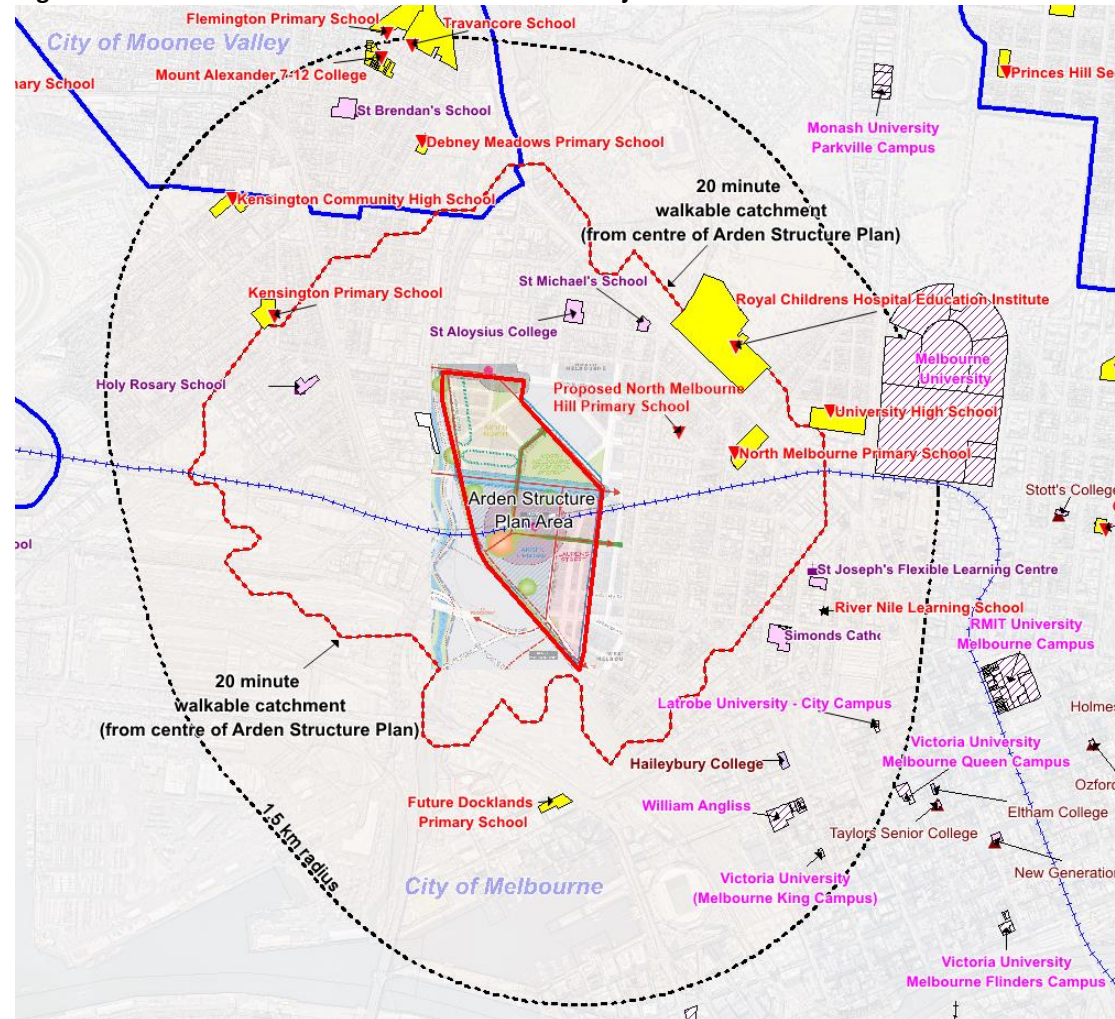 Flemington Primary School
Travancore School
City of Moonee Valley
Mount Alexander 7-12 College
Princes Hill Se
ary School
St Brendan's School
Monash University
Parkville Campus
Debney Meadows Primary School
20 minute
walkable catchment
(from centre of Arden Structure Plan)
Kensington Community High School
St Michael's School
Kensington Primary School
Royal Childrens Hospital Education Institute
St Aloysius College
Melbourne
University
Holy Rosary School
Proposed North Melbourne
Hill Primary School
University High School
North Melbourne Primary School
Stott's College
Arden Structure
Plan Area
ool
St Joseph's Flexible Learning Centre
River Nile Learning School
RMIT University
Melbourne Campus
Simonds Catho
20 minute
walkable catchment
(from centre of Arden Structure Plan)
Latrobe University - City Campus
Holmes
Victoria University
Melbourne Queen Campus
Haileybury College
Ozford
Future Docklands
Primary School
William Angliss
Eltham College
Taylors Senior College
1.5 km radius
New Generation
City of Melbourne
Victoria University
(Melbourne King Campus)
Victoria University
Melbourne Flinders Campus